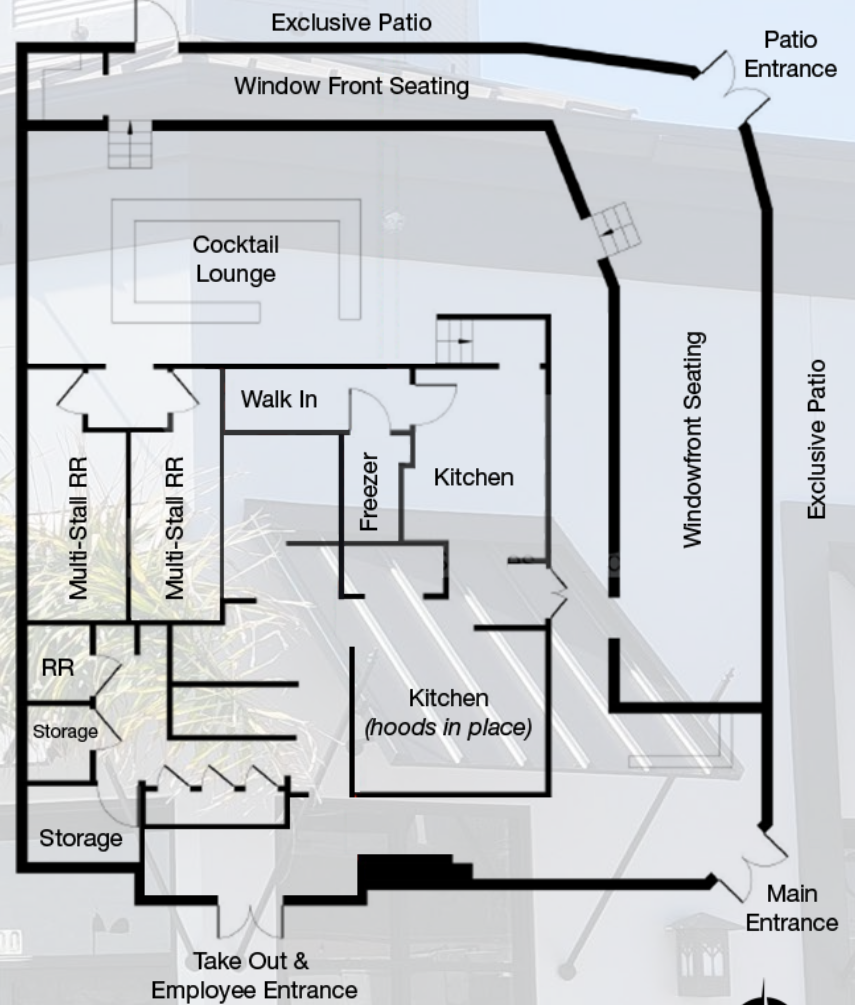 Exclusive Patio
Patio
Entrance
Window Front Seating
Cocktail
Lounge
Walk In
Freezer
Kitchen
Windowfront Seating
Exclusive Patio
Multi-Stall RR
Multi-Stall RR
RR
Storage
Storage
Kitchen
(hoods in place)
Main
Entrance
Take Out &
Employee Entrance